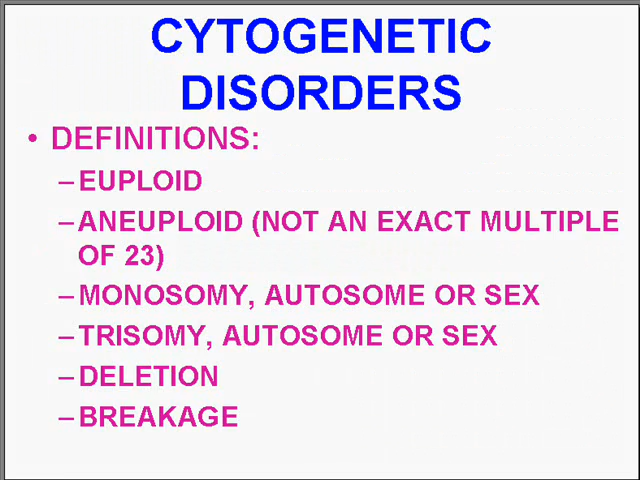 CYTOGENETIC
DISORDERS
• DEFINITIONS:
–EUPLOID
–ANEUPLOID (NOT AN EXACT MULTIPLE
OF 23)
–MONOSOMY, AUTOSOME OR SEX
–TRISOMY, AUTOSOME OR SEX
–DELETION
–BREAKAGE